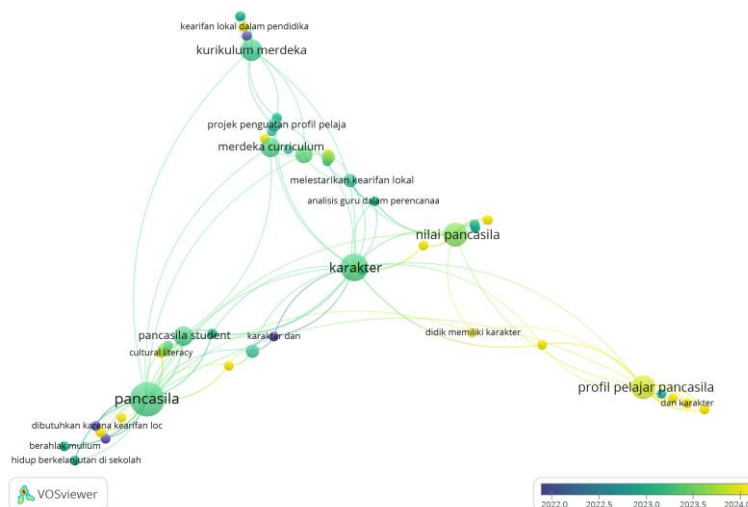 kearifan lokal dalam pendidika
kurikulum merdeka
projek penguatan profil pelaja
merdeka curriculum
melestarikan kearifan lokal
analisis guru dalam perencanaa
nilai pancasila
karakter
pancasila student
karakter dan
didik memiliki karakter
cultural literacy
profil pelajar pancasila
pancasila
dan karakter
dibutuhkan karena kearifan loc
berahlak mulium
hidup berkelanjutan di sekolah
VOSviewer
2022.0 2022.5 2023.0 2023.5 2024.0